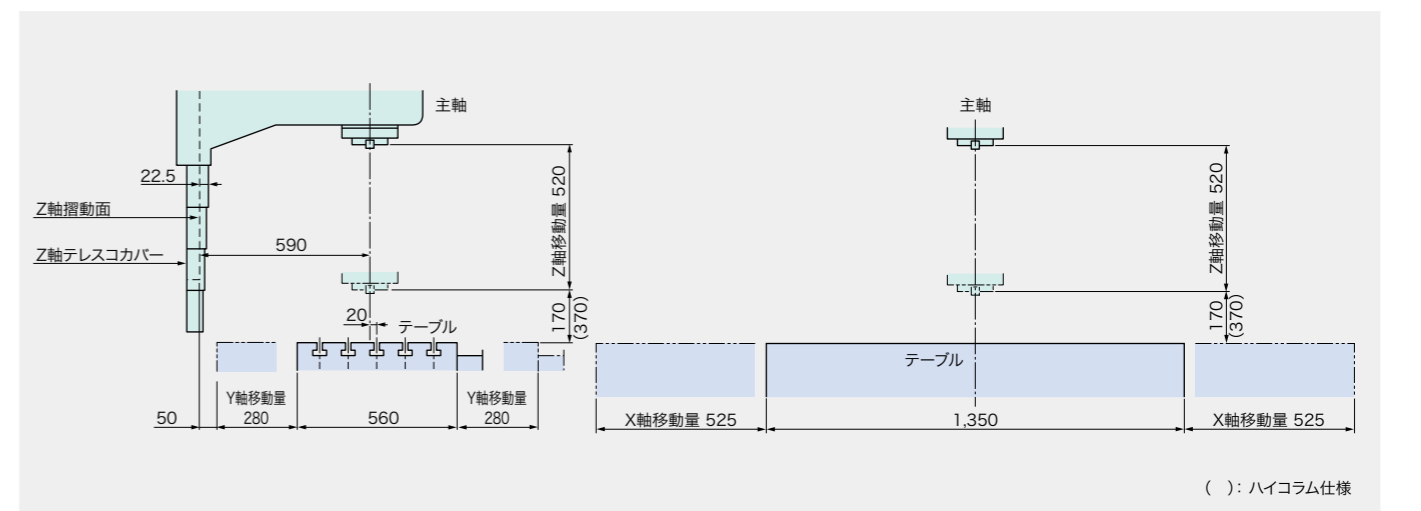 主軸
22.5
Z軸摺動面
590
Z軸テレスコカバー
Z軸移動量 520
170
(370)
20
テーブル
Y軸移動量
280
50
560
Y軸移動量
280
主軸
Z軸移動量 520
170
(370)
テーブル
X軸移動量 525
1,350
X軸移動量 525
( ): ハイコラム仕様